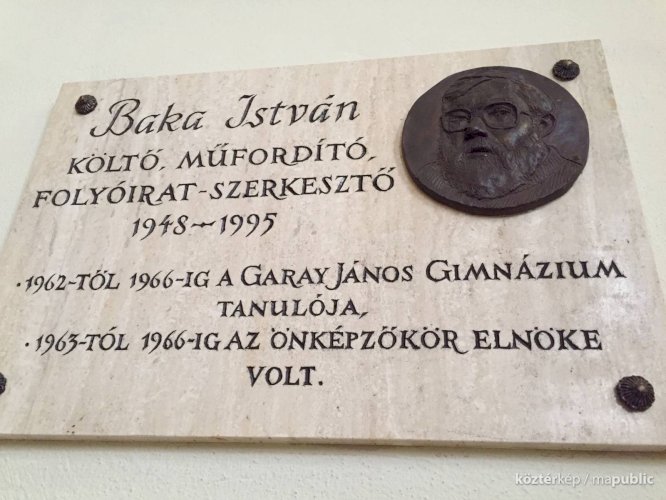 Baka István
KÖLTŐ, MŰFORDÍTÓ,
FOLYÓIRAT-SZERKESZTŐ
1948–1995
·1962-TŐL 1966-IG A GARAY JÁNOS GIMNÁZIUM
TANULÓJA,
·1963-TÓL 1966-IG AZ ÖNKÉPZŐKÖR ELNÖKE
VOLT.
köztérkép / mapublic